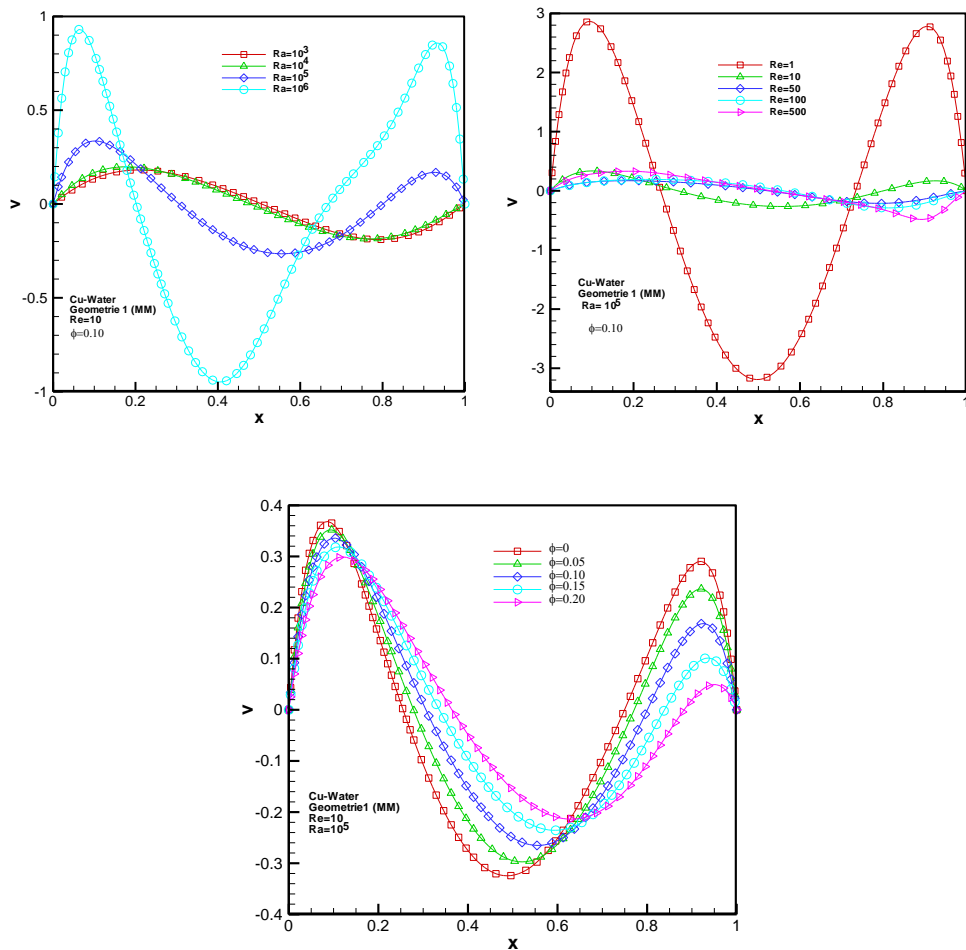 1
0.5
0
-0.5
-1
0
0.2
0.4
0.6
0.8
1
V
X
Ra=10³
Ra=10⁴
Ra=10⁵
Ra=10⁶
Cu-Water
Geometrie 1 (MM)
Re=10
ϕ=0.10
3
2
1
0
-1
-2
-3
0
0.2
0.4
0.6
0.8
1
V
X
Re=1
Re=10
Re=50
Re=100
Re=500
Cu-Water
Geometrie 1 (MM)
Ra= 10⁵
ϕ=0.10
0.4
0.3
0.2
0.1
0
-0.1
-0.2
-0.3
-0.4
0
0.2
0.4
0.6
0.8
1
V
X
ϕ=0
ϕ=0.05
ϕ=0.10
ϕ=0.15
ϕ=0.20
Cu-Water
Geometrie1 (MM)
Re=10
Ra=10⁵